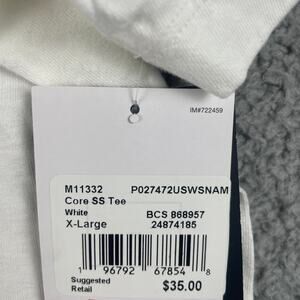 IM#722459
M11332 P027472USWSNAM
Core SS Tee
White BCS 868957
X-Large 24874185
1 96792 67854 8
Suggested
Retail $35.00